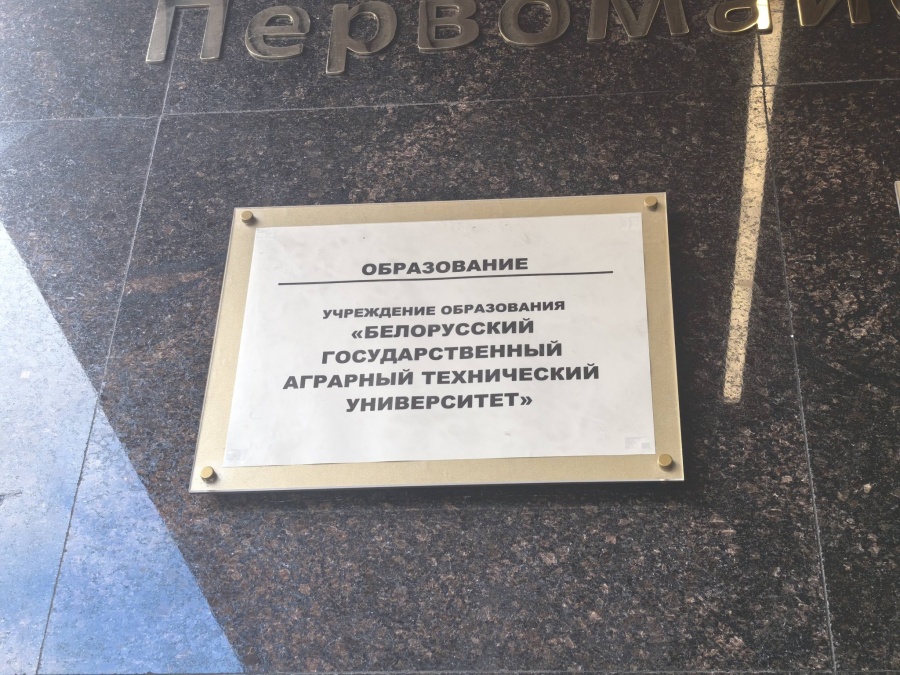 ОБРАЗОВАНИЕ
УЧРЕЖДЕНИЕ ОБРАЗОВАНИЯ
«БЕЛОРУССКИЙ
ГОСУДАРСТВЕННЫЙ
АГРАРНЫЙ ТЕХНИЧЕСКИЙ
УНИВЕРСИТЕТ»